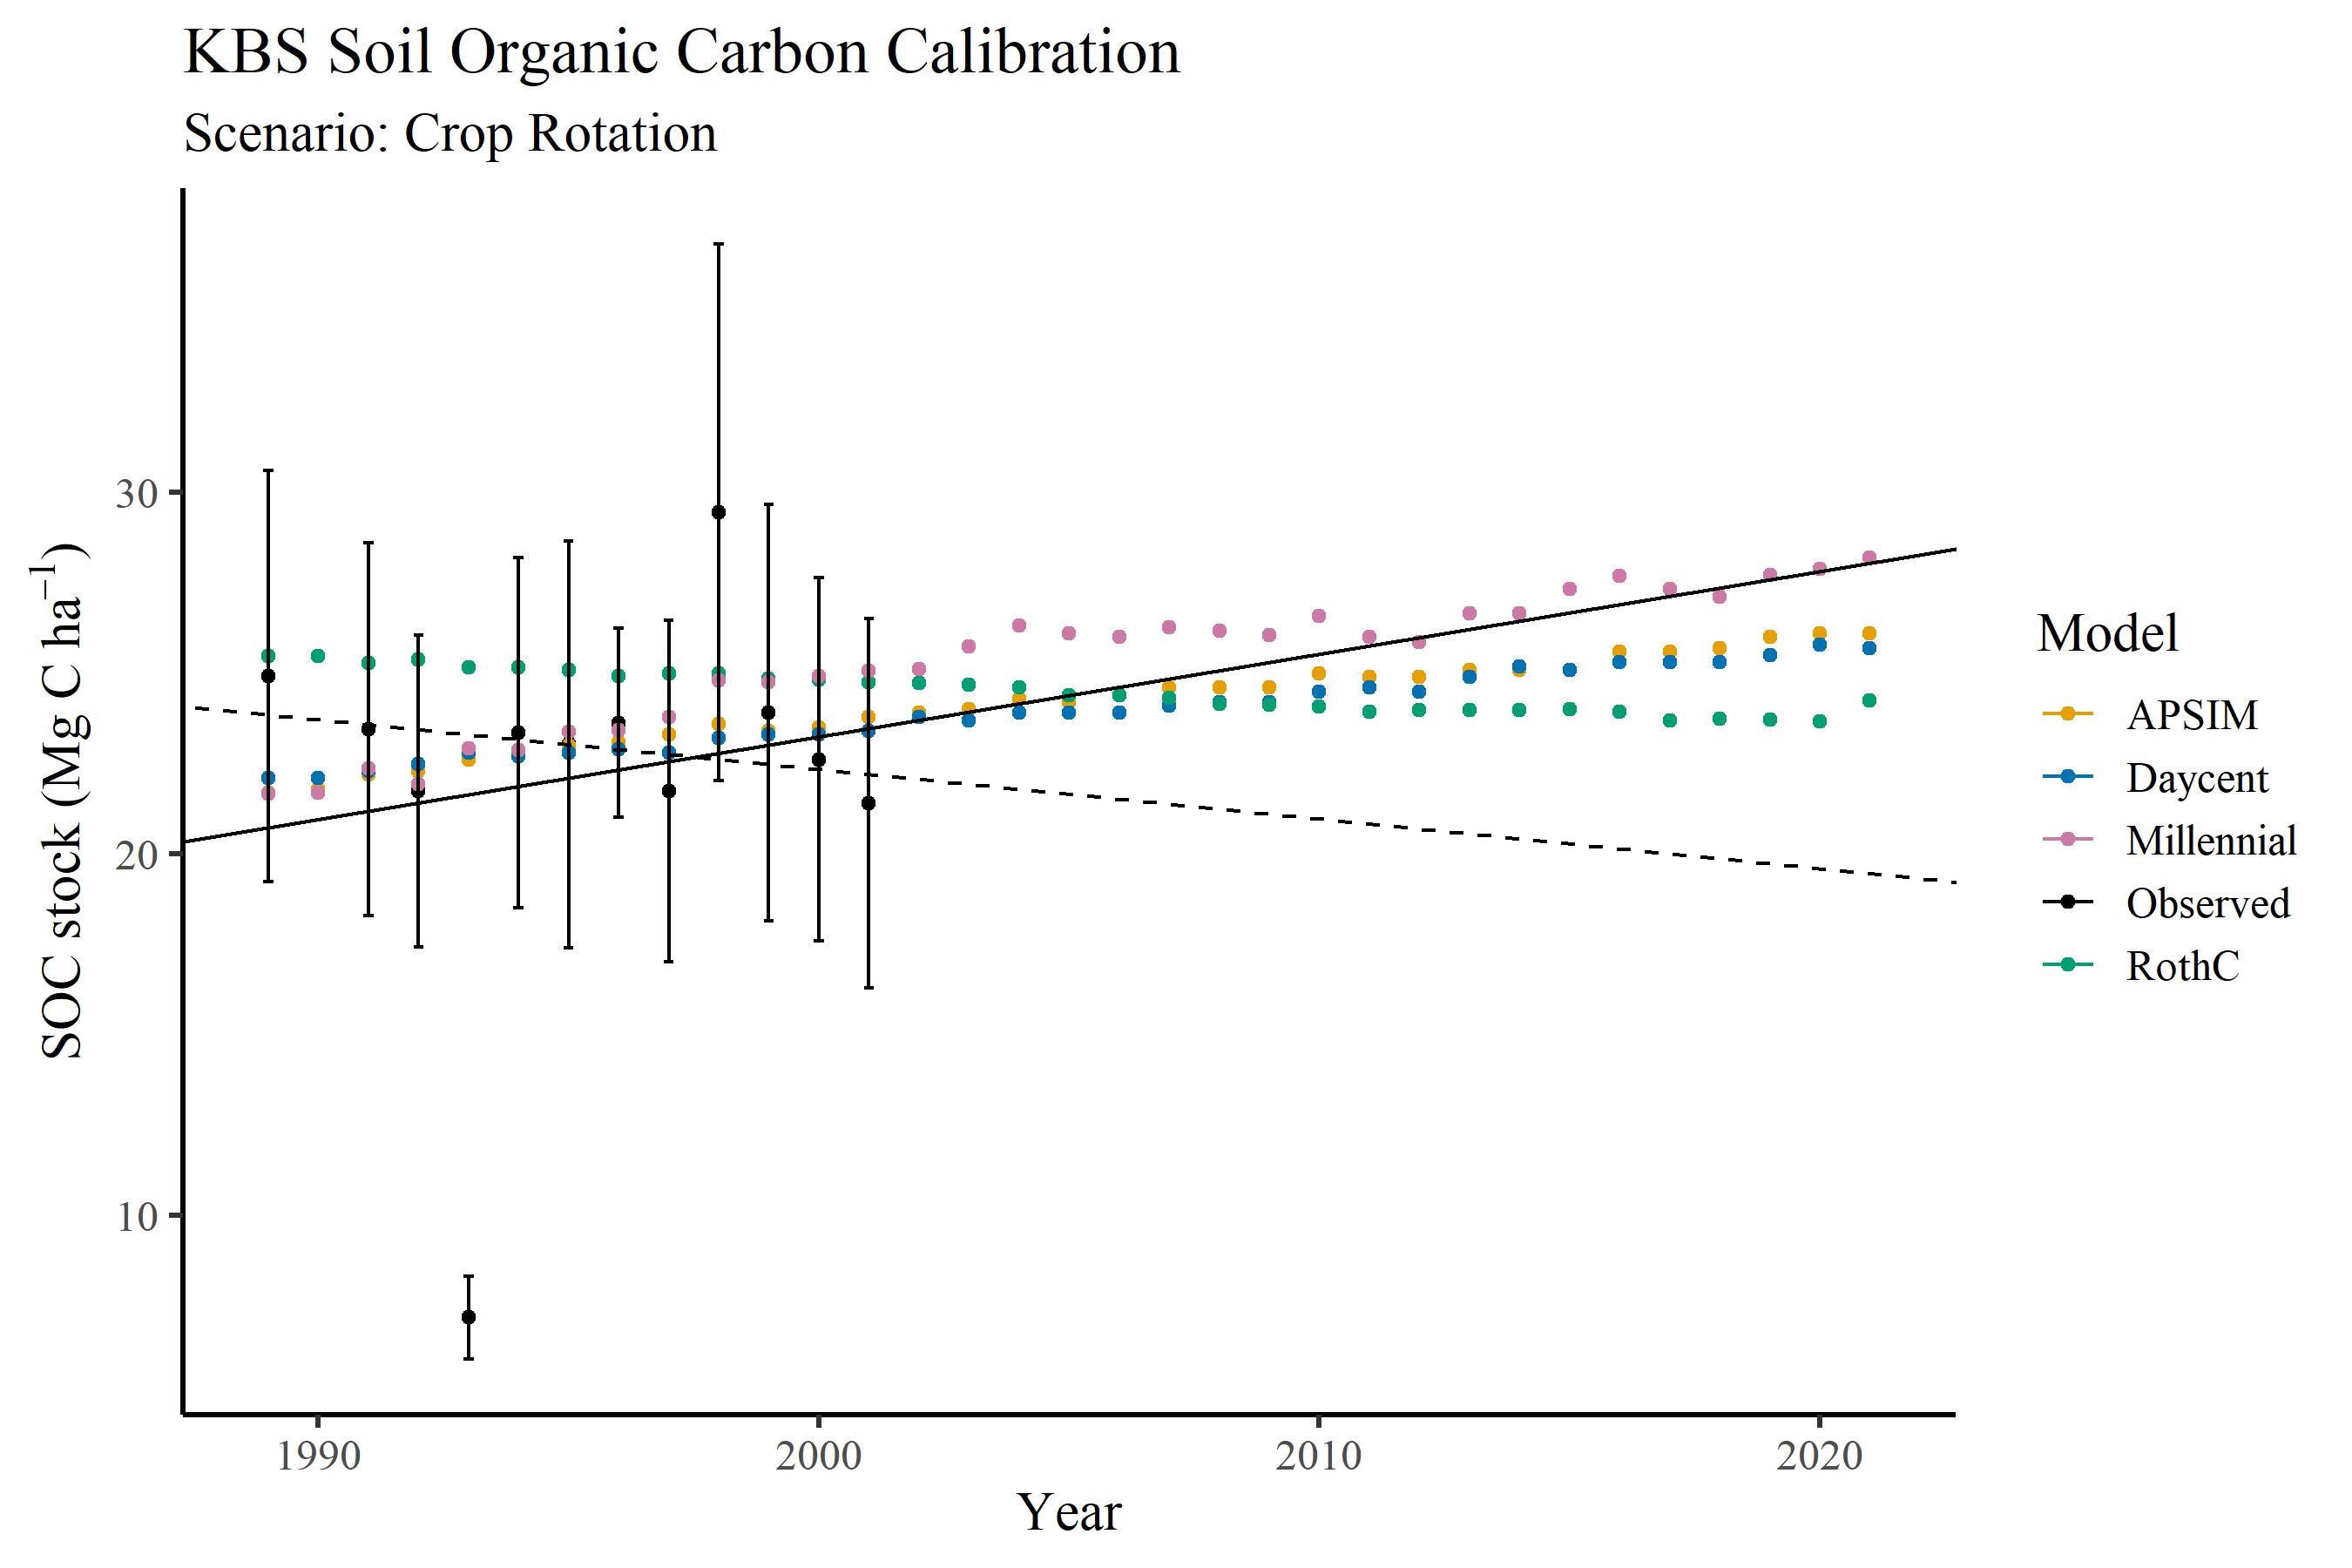 KBS Soil Organic Carbon Calibration
Scenario: Crop Rotation
SOC stock (Mg C ha⁻¹)
30
20
10
1990 2000 2010 2020
Year
Model
APSIM
Daycent
Millennial
Observed
RothC